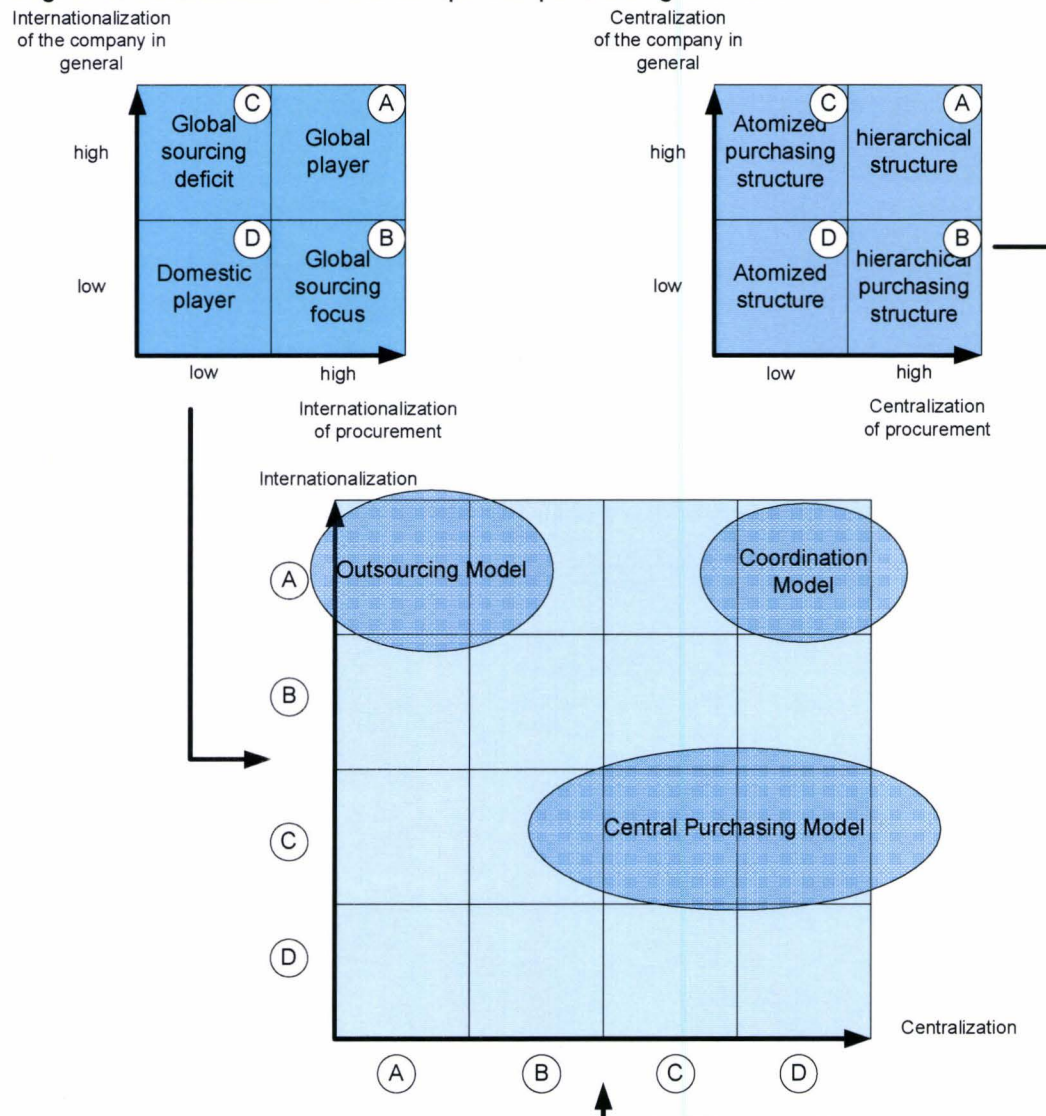 Internationalization
of the company in
general
high
low
C
Global
sourcing
deficit
A
Global
player
D
Domestic
player
B
Global
sourcing
focus
low
high
Internationalization
of procurement
Centralization
of the company in
general
high
low
C
Atomized
purchasing
structure
A
hierarchical
structure
D
Atomized
structure
B
hierarchical
purchasing
structure
low
high
Centralization
of procurement
Internationalization
A
B
C
D
Outsourcing Model
Coordination
Model
Central Purchasing Model
Centralization
A
B
C
D